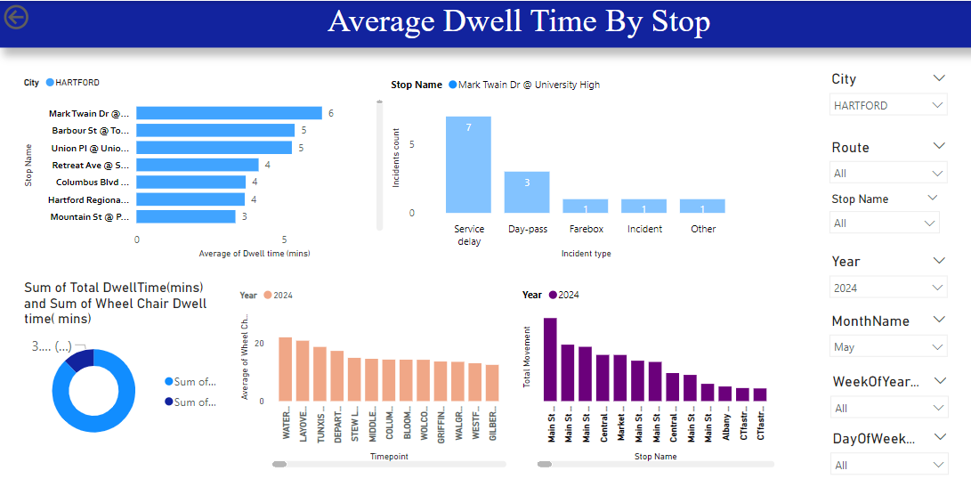 Average Dwell Time By Stop
City HARTFORD
Stop Name
Mark Twain Dr @... 6
Barbour St @ To... 5
Union Pl @ Unio... 5
Retreat Ave @ S... 4
Columbus Blvd ... 4
Hartford Regiona... 4
Mountain St @ P... 3
0 5
Average of Dwell time (mins)
Stop Name Mark Twain Dr @ University High
Incidents count
5
0
7 3 1 1 1
Service delay Day-pass Farebox Incident Other
Incident type
City
HARTFORD
Route
All
Stop Name
All
Year
2024
MonthName
May
WeekOfYear...
All
DayOfWeek...
All
Sum of Total DwellTime(mins)
and Sum of Wheel Chair Dwell
time( mins)
3.... (...)
Sum of...
Sum of...
Year 2024
Average of Wheel C...
20
0
WATER... LAYOVE... TUNXIS ... DEPART... STEW L... MIDDLE... COLUM... BLOOM... WOLCO... GRIFFIN... WALGR... WESTF... GILBER...
Timepoint
Year 2024
Total Movement
Main St ... Main St ... Main St ... Central... Market ... Main St ... Main St ... Central... Main St ... Main St ... Albany ... CTfastr... CTfast...
Stop Name